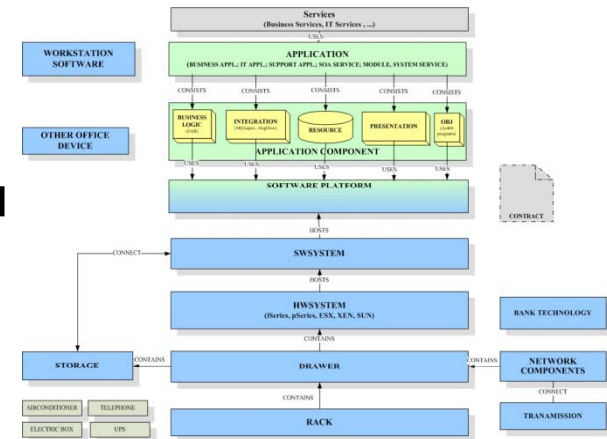 Services
(Business Services, IT Services , ...)
USES
WORKSTATION
SOFTWARE
APPLICATION
(BUSINESS APPL; IT APPL; SUPPORT APPL; SOA SERVICE; MODULE, SYSTEM SERVICE)
CONSISTS CONSISTS CONSISTS CONSISTS CONSISTS
OTHER OFFICE
DEVICE
BUSINESS
LOGIC
(EAR)
INTEGRATION
RESOURCE
PRESENTATION
OBJ
programs)
APPLICATION COMPONENT
USES USES USES USES USES
SOFTWARE PLATFORM
CONTRACT
HOSTS
CONNECT
SWSYSTEM
HOSTS
HWSYSTEM
(iSeries, pSeries, ESX, XEN, SUN)
BANK TECHNOLOGY
CONTAINS
STORAGE
CONTAINS
DRAWER
CONTAINS
NETWORK
COMPONENTS
CONNECT
CONTAINS
AIRCONDITIONER TELEPHONE
ELECTRIC BOX UPS
RACK
TRANAMISSION